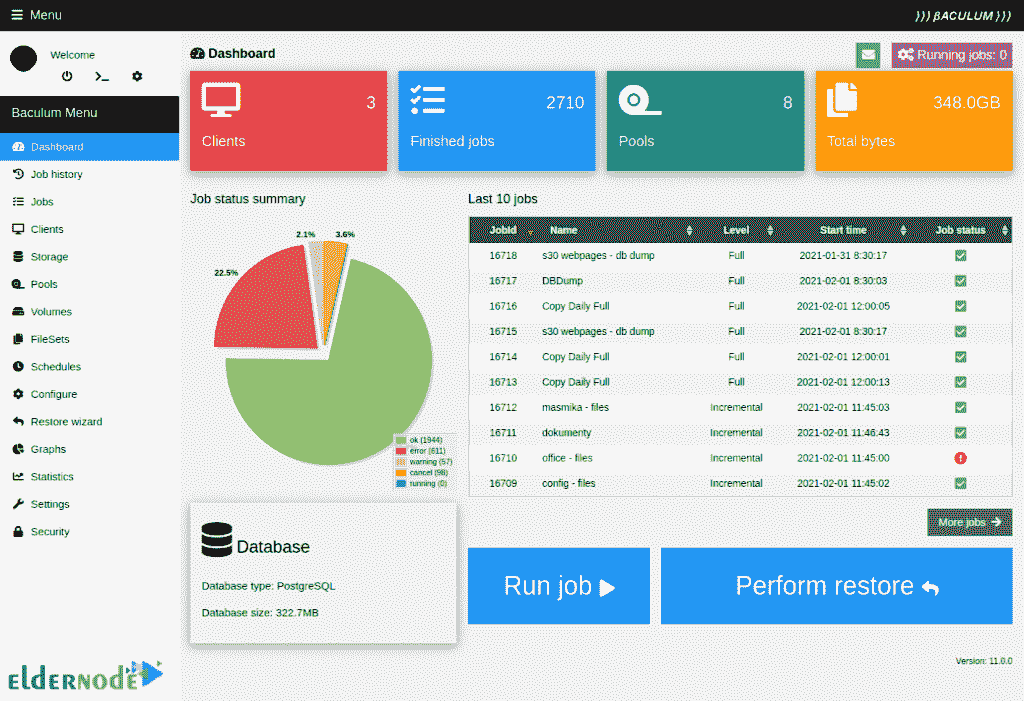 Menu
))) βACULUM )))
Welcome
Baculum Menu
Dashboard
Job history
Jobs
Clients
Storage
Pools
Volumes
FileSets
Schedules
Configure
Restore wizard
Graphs
Statistics
Settings
Security
ELDERNODE
Dashboard
Running jobs: 0
3
Clients
2710
Finished jobs
8
Pools
348.0GB
Total bytes
Job status summary
2.1%
3.6%
22.5%
ok (1944)
error (611)
warning (57)
cancel (98)
running (0)
Last 10 jobs
JobId Name Level Start time Job status
16718 s30 webpages - db dump Full 2021-01-31 8:30:17
16717 DBDump Full 2021-02-01 8:30:03
16716 Copy Daily Full Full 2021-02-01 12:00:05
16715 s30 webpages - db dump Full 2021-02-01 8:30:17
16714 Copy Daily Full Full 2021-02-01 12:00:01
16713 Copy Daily Full Full 2021-02-01 12:00:13
16712 masmika - files Incremental 2021-02-01 11:45:03
16711 dokumenty Incremental 2021-02-01 11:46:43
16710 office - files Incremental 2021-02-01 11:45:00
16709 config - files Incremental 2021-02-01 11:45:02
More jobs
Database
Database type: PostgreSQL
Database size: 322.7MB
Run job
Perform restore
Version: 11.0.0